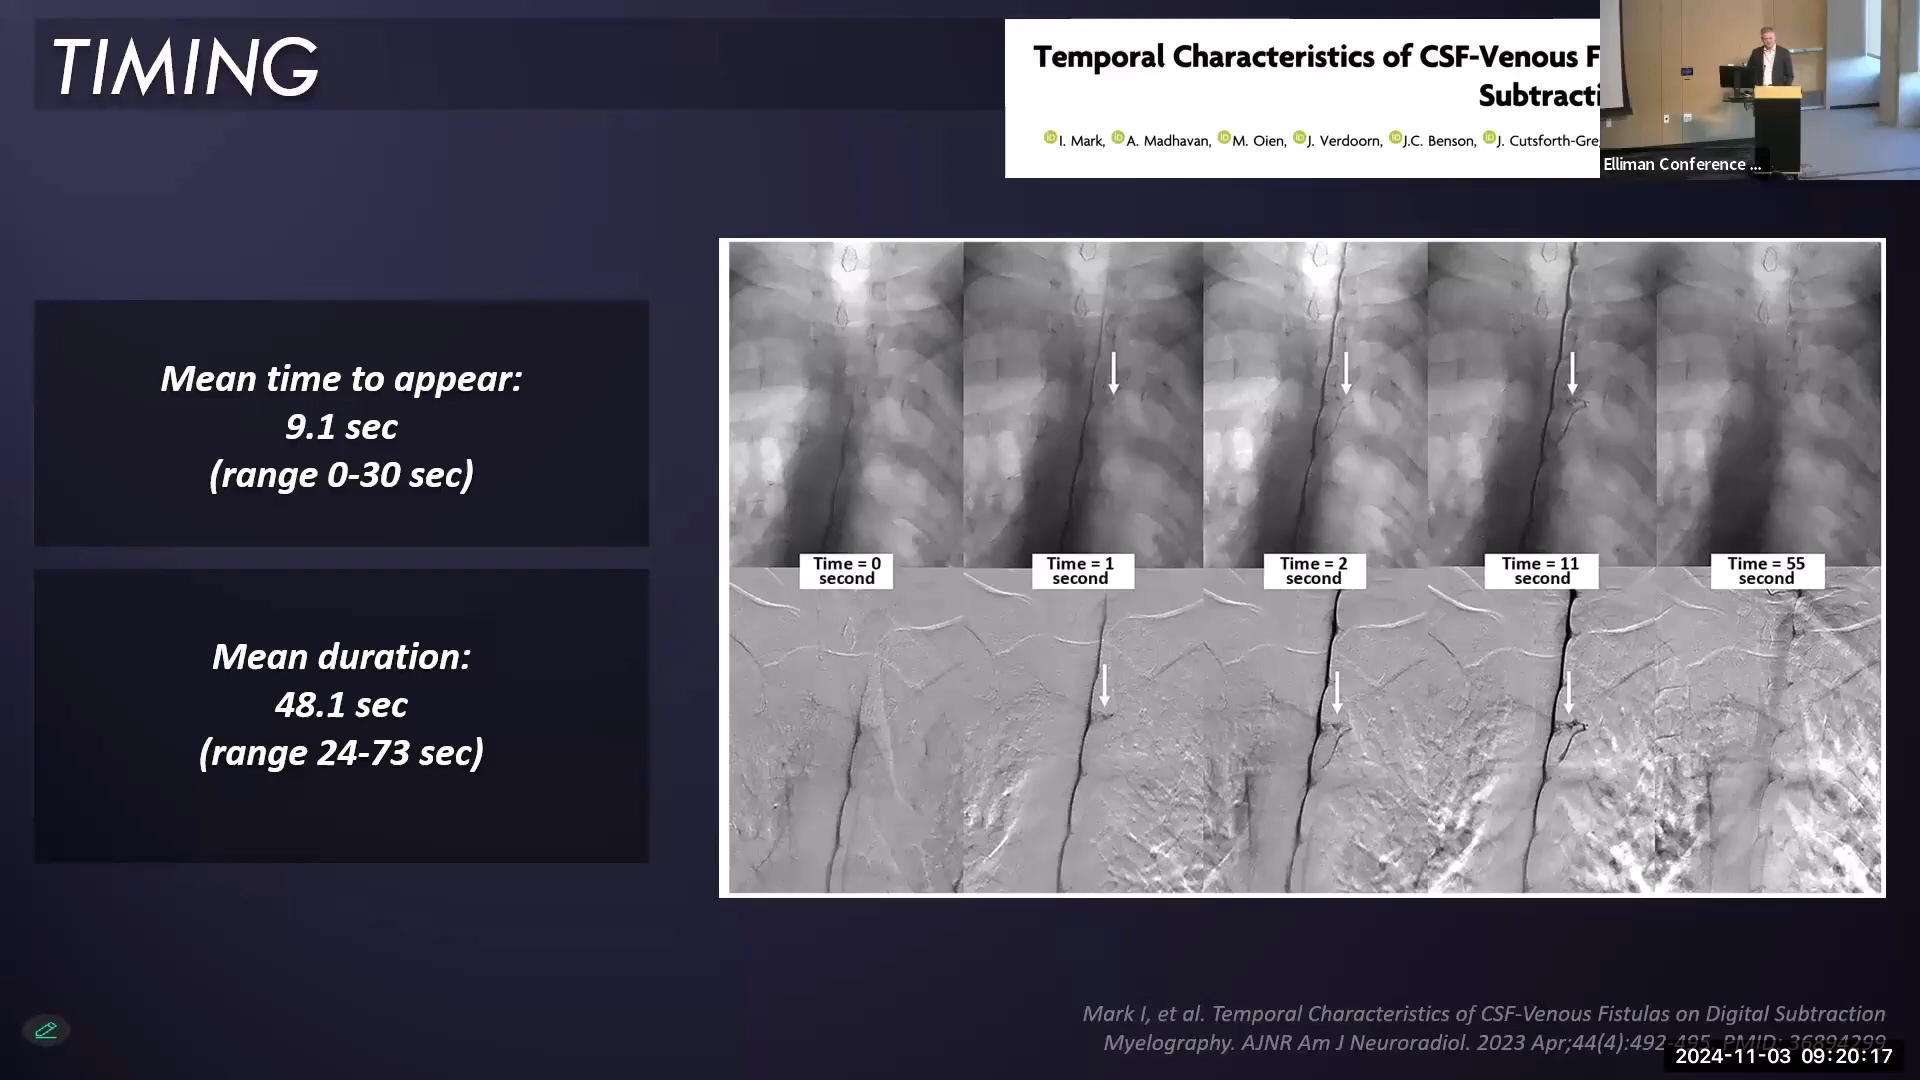 TIMING
Temporal Characteristics of CSF-Venous
Subtracti
I. Mark, A. Madhavan, M. Oien, J. Verdoorn, J.C. Benson, J. Cutsforth-Gre
Elliman Conference ...
Mean time to appear:
9.1 sec
(range 0-30 sec)
Mean duration:
48.1 sec
(range 24-73 sec)
Time = 0
second
Time = 1
second
Time = 2
second
Time = 11
second
Time = 55
second
Mark I, et al. Temporal Characteristics of CSF-Venous Fistulas on Digital Subtraction
Myelography. AJNR Am J Neuroradiol. 2023 Apr;44(4):492-495. PMID: 36894299
2024-11-03 09:20:17